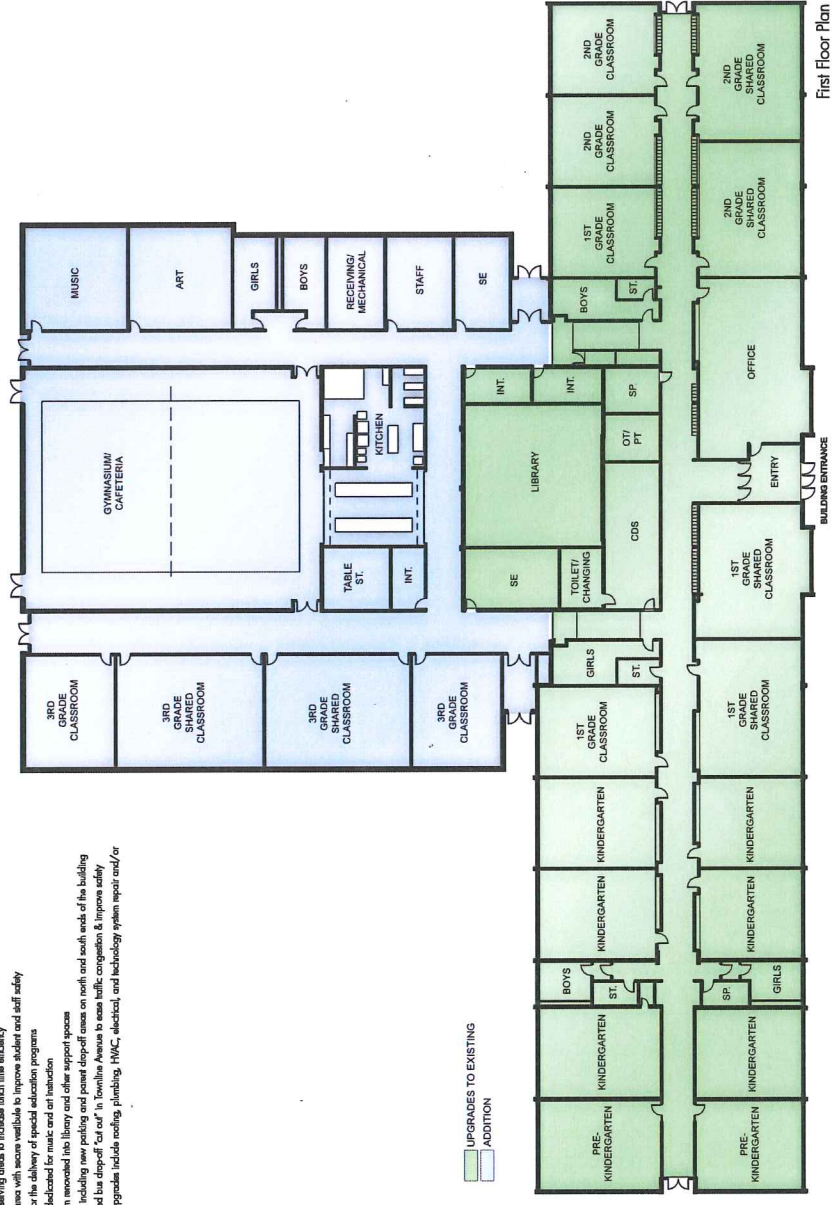 serving areas to increase lunch time efficiency
area with secure vestibule to improve student and staff safety
or the delivery of special education programs
dedicated for music and art instruction
renovated into library and other support spaces
including new parking and parent drop-off areas on north and south ends of the building
bus drop-off "cut out" in Townline Avenue to ease traffic congestion & improve safety
upgrades include roofing, plumbing, HVAC, electrical, and technology system repair and/or
UPGRADES TO EXISTING
ADDITION
3RD
GRADE
CLASSROOM
3RD
GRADE
SHARED
CLASSROOM
3RD
GRADE
SHARED
CLASSROOM
3RD
GRADE
CLASSROOM
GYMNASIUM/
CAFETERIA
TABLE
ST.
INT.
KITCHEN
MUSIC
ART
GIRLS
BOYS
RECEIVING/
MECHANICAL
STAFF
SE
SE
LIBRARY
INT.
INT.
TOILET/
CHANGING
CDS
OT/
PT
SP.
PRE-
KINDERGARTEN
KINDERGARTEN
BOYS
ST.
KINDERGARTEN
KINDERGARTEN
1ST
GRADE
CLASSROOM
GIRLS
ST.
BOYS
ST.
1ST
GRADE
CLASSROOM
2ND
GRADE
CLASSROOM
2ND
GRADE
CLASSROOM
PRE-
KINDERGARTEN
KINDERGARTEN
SP.
GIRLS
KINDERGARTEN
KINDERGARTEN
1ST
GRADE
SHARED
CLASSROOM
1ST
GRADE
SHARED
CLASSROOM
ENTRY
BUILDING ENTRANCE
OFFICE
2ND
GRADE
SHARED
CLASSROOM
2ND
GRADE
SHARED
CLASSROOM
First Floor Plan